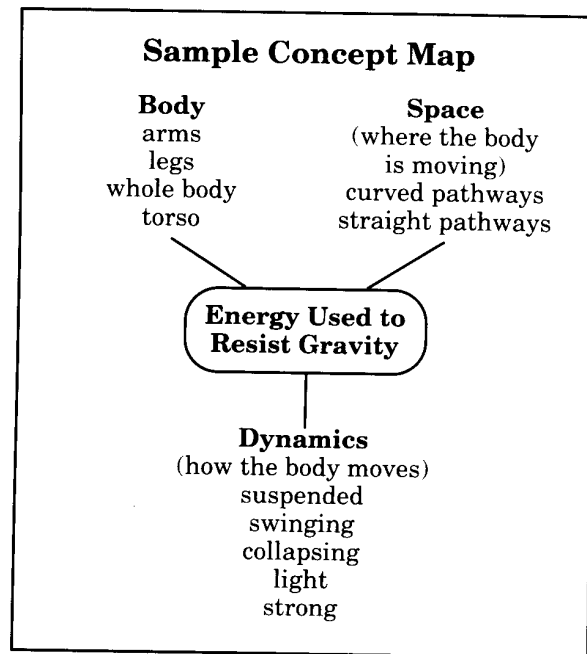 Sample Concept Map
Body
arms
legs
whole body
torso
Space
(where the body
is moving)
curved pathways
straight pathways
Energy Used to
Resist Gravity
Dynamics
(how the body moves)
suspended
swinging
collapsing
light
strong